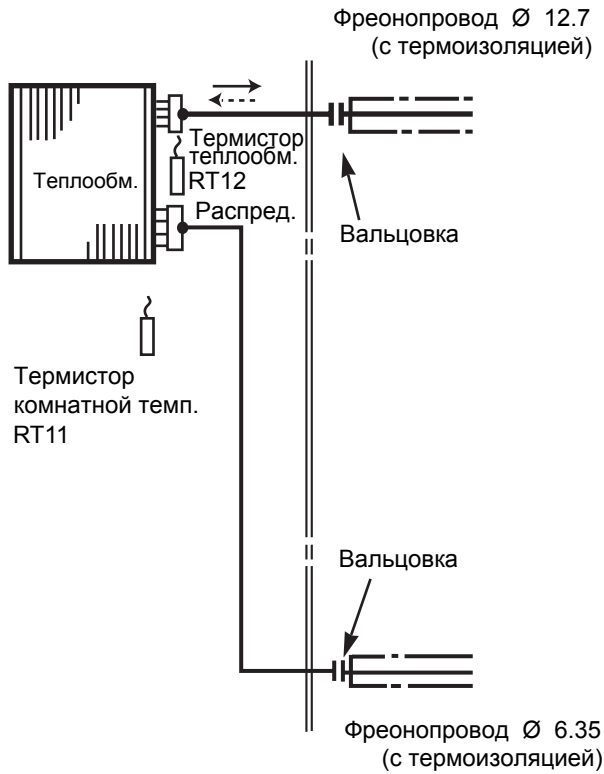 Фреонопровод Ø 12.7
(с термоизоляцией)
Термистор
теплообм.
RT12
Теплообм.
Распред.
Вальцовка
Термистор
комнатной темп.
RT11
Вальцовка
Фреонопровод Ø 6.35
(с термоизоляцией)